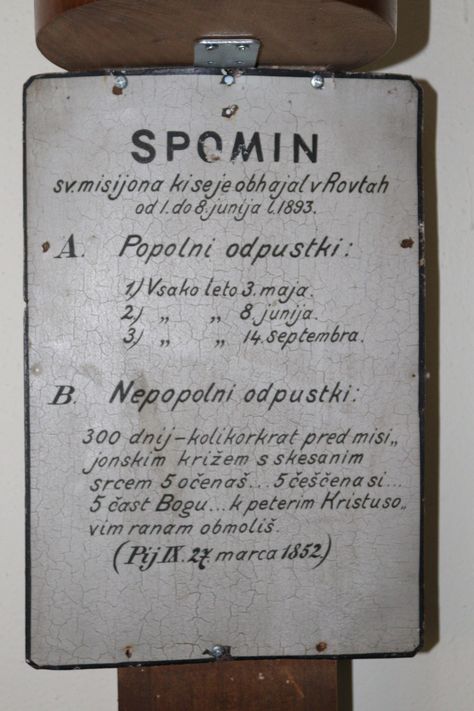 SPOMIN
sv. misijona ki se je obhajal v Rovtah
od 1. do 8. junija l. 1893.
A. Popolni odpustki:
1) Vsako leto 3. maja.
2) „ „ 8. junija.
3) „ „ 14. septembra.
B. Nepopolni odpustki:
300 dnij-kolikorkrat pred misi„
jonskim križem s skesanim
srcem 5 očenaš... 5 češčena si...
5 čast Bogu... k peterim Kristuso„
vim ranam obmoliš.
(Pij IX. 27. marca 1852.)